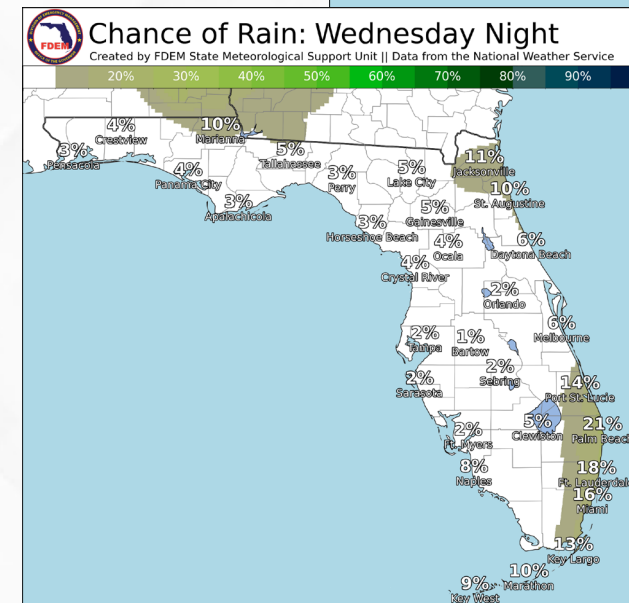 Chance of Rain: Wednesday Night
Created by FDEM State Meteorological Support Unit || Data from the National Weather Service
FDEM
20% 30% 40% 50% 60% 70% 80% 90%
4%
Crestview
10%
Marianna
3%
Pensacola
5%
Tallahassee
4%
Panama City
3%
Perry
5%
Lake City
11%
Jacksonville
10%
St. Augustine
3%
Apalachicola
5%
Gainesville
3%
Horseshoe Beach
4%
Ocala
6%
Daytona Beach
4%
Crystal River
2%
Orlando
6%
Melbourne
2%
Tampa
1%
Bartow
2%
Sebring
2%
Sarasota
14%
Port St. Lucie
5%
Clewiston
21%
Palm Beach
2%
Ft. Myers
8%
Naples
18%
Ft. Lauderdale
16%
Miami
13%
Key Largo
10%
Marathon
9%
Key West